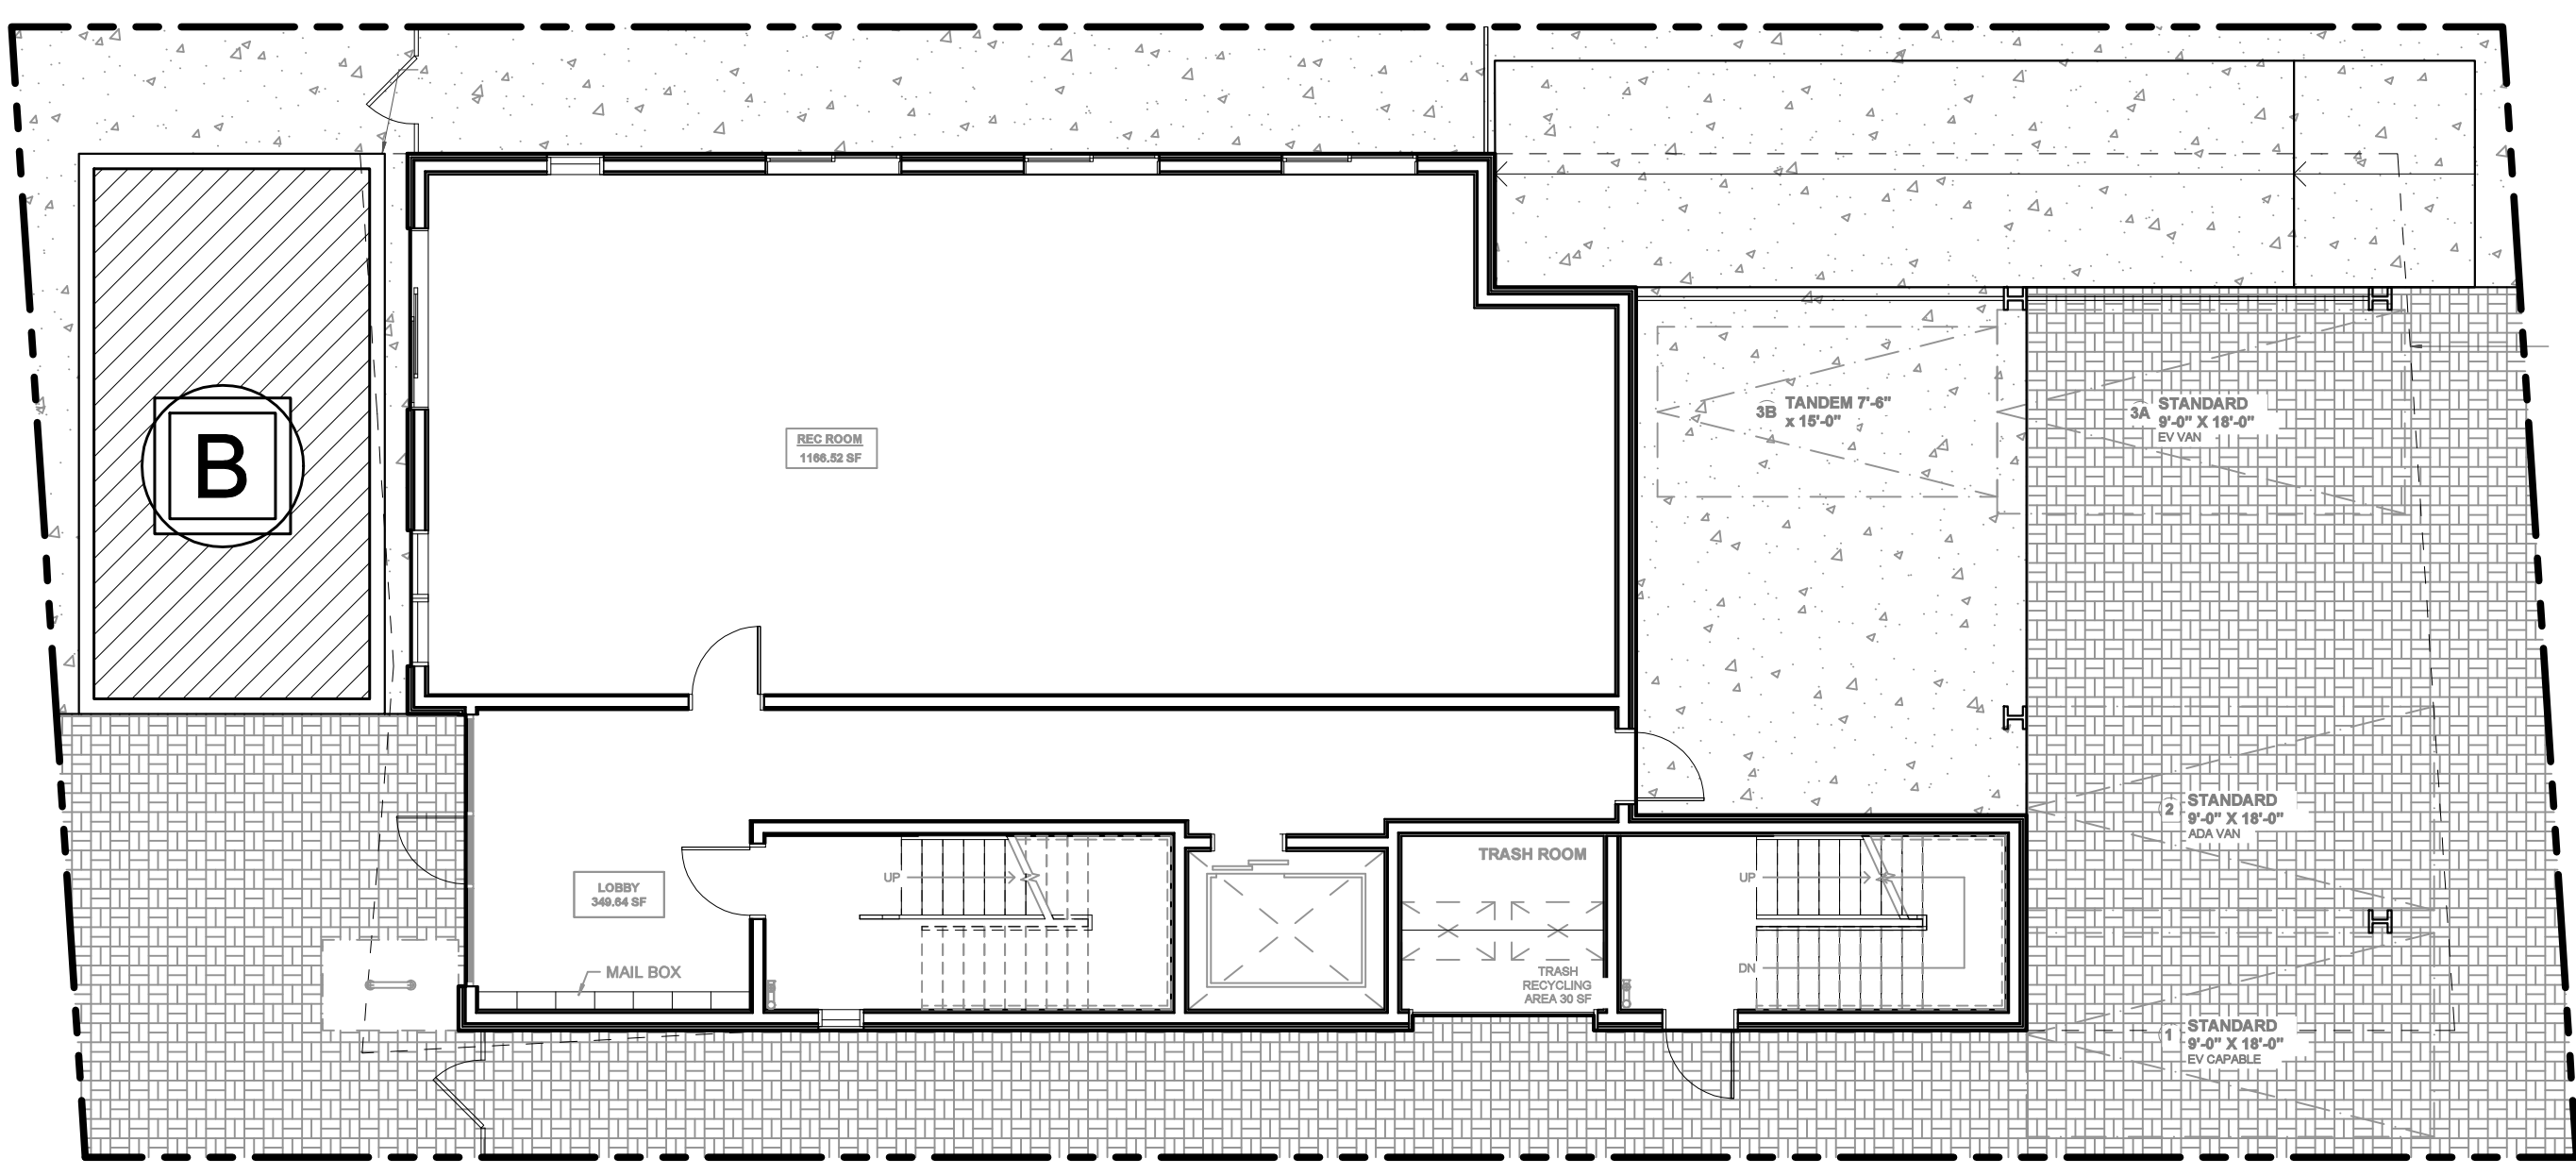 B
REC ROOM
1166.52 SF
3B TANDEM 7'-6"
x 15'-0"
3A STANDARD
9'-0" X 18'-0"
EV VAN
2 STANDARD
9'-0" X 18'-0"
ADA VAN
TRASH ROOM
UP
UP
LOBBY
349.64 SF
MAIL BOX
DN
TRASH
RECYCLING
AREA 30 SF
1 STANDARD
9'-0" X 18'-0"
EV CAPABLE